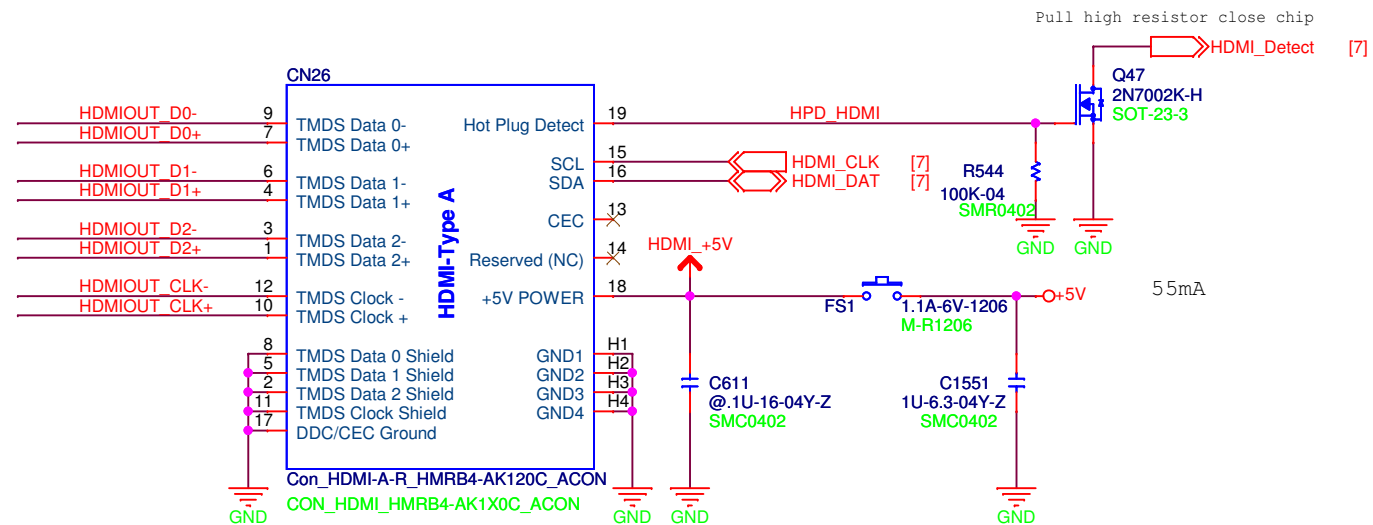 Pull high resistor close chip
HDMI_Detect [7]
Q47
2N7002K-H
SOT-23-3
CN26
HDMIOUT_D0- 9 TMDS Data 0-
HDMIOUT_D0+ 7 TMDS Data 0+
HDMIOUT_D1- 6 TMDS Data 1-
HDMIOUT_D1+ 4 TMDS Data 1+
HDMIOUT_D2- 3 TMDS Data 2-
HDMIOUT_D2+ 1 TMDS Data 2+
HDMIOUT_CLK- 12 TMDS Clock -
HDMIOUT_CLK+ 10 TMDS Clock +
8 TMDS Data 0 Shield
5 TMDS Data 1 Shield
2 TMDS Data 2 Shield
11 TMDS Clock Shield
17 DDC/CEC Ground
GND
HDMI-Type A
Hot Plug Detect 19 HPD_HDMI
SCL 15 HDMI_CLK [7]
SDA 16 HDMI_DAT [7]
CEC 13
Reserved (NC) 14
+5V POWER 18
GND1 H1
GND2 H2
GND3 H3
GND4 H4
GND
Con_HDMI-A-R_HMRB4-AK120C_ACON
CON_HDMI_HMRB4-AK1X0C_ACON
R544
100K-04
SMR0402
GND
GND
HDMI_+5V
FS1
1.1A-6V-1206
M-R1206
+5V
55mA
C611
@.1U-16-04Y-Z
SMC0402
GND
C1551
1U-6.3-04Y-Z
SMC0402
GND